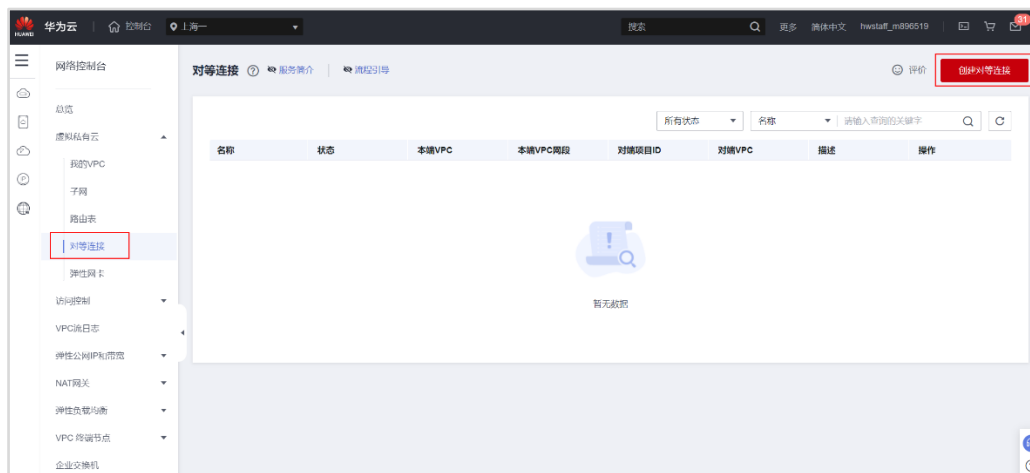 HUAWEI 华为云 控制台 上海一 搜索 更多 简体中文 hwstaff_m896519 31
网络控制台
对等连接 服务简介 流程引导 评价 创建对等连接
总览
虚拟私有云
我的VPC
子网
路由表
对等连接
弹性网卡
访问控制
VPC流日志
弹性公网IP和带宽
NAT网关
弹性负载均衡
VPC 终端节点
企业交换机
所有状态 名称 请输入查询的关键字
名称 状态 本端VPC 本端VPC网段 对端项目ID 对端VPC 描述 操作
暂无数据